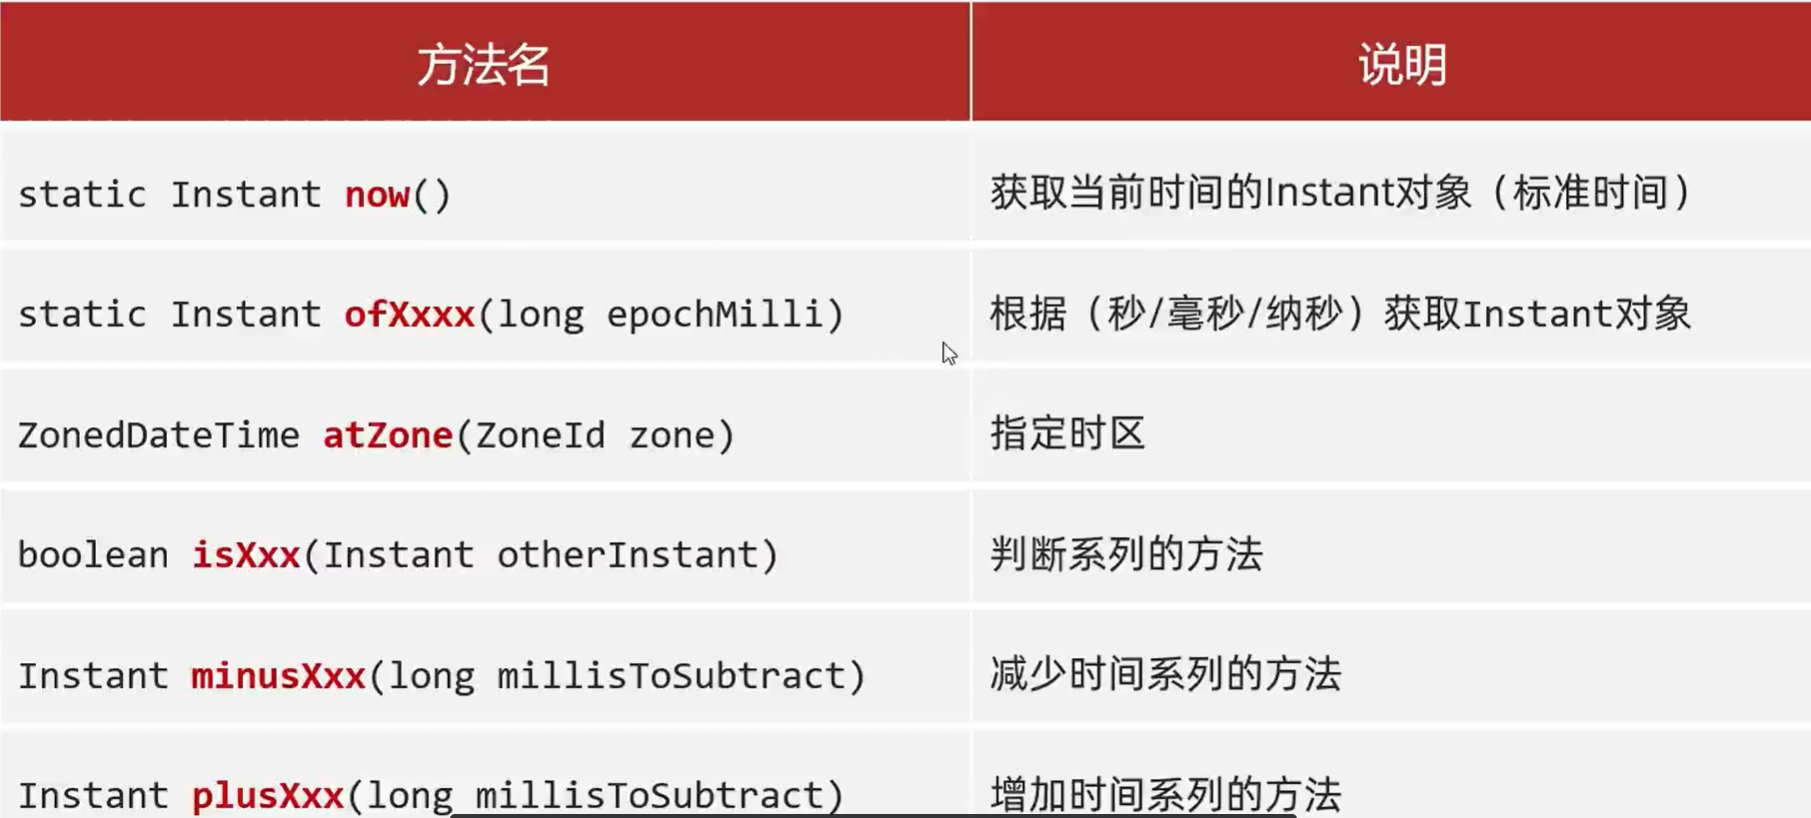 方法名 说明
static Instant now() 获取当前时间的Instant对象（标准时间）
static Instant ofXxxx(long epochMilli) 根据（秒/毫秒/纳秒）获取Instant对象
ZonedDateTime atZone(ZoneId zone) 指定时区
boolean isXxx(Instant otherInstant) 判断系列的方法
Instant minusXxx(long millisToSubtract) 减少时间系列的方法
Instant plusXxx(long millisToSubtract) 增加时间系列的方法